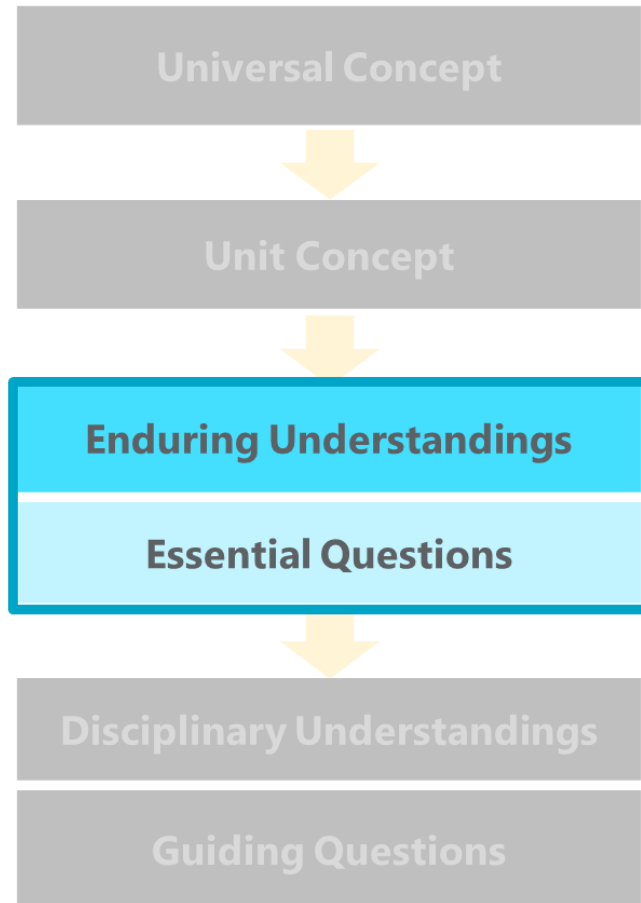 Universal Concept
Unit Concept
Enduring Understandings
Essential Questions
Disciplinary Understandings
Guiding Questions